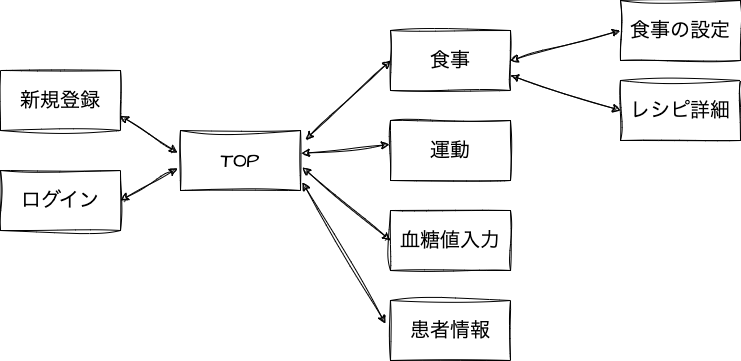 新規登録
ログイン
TOP
食事
運動
血糖値入力
患者情報
食事の設定
レシピ詳細